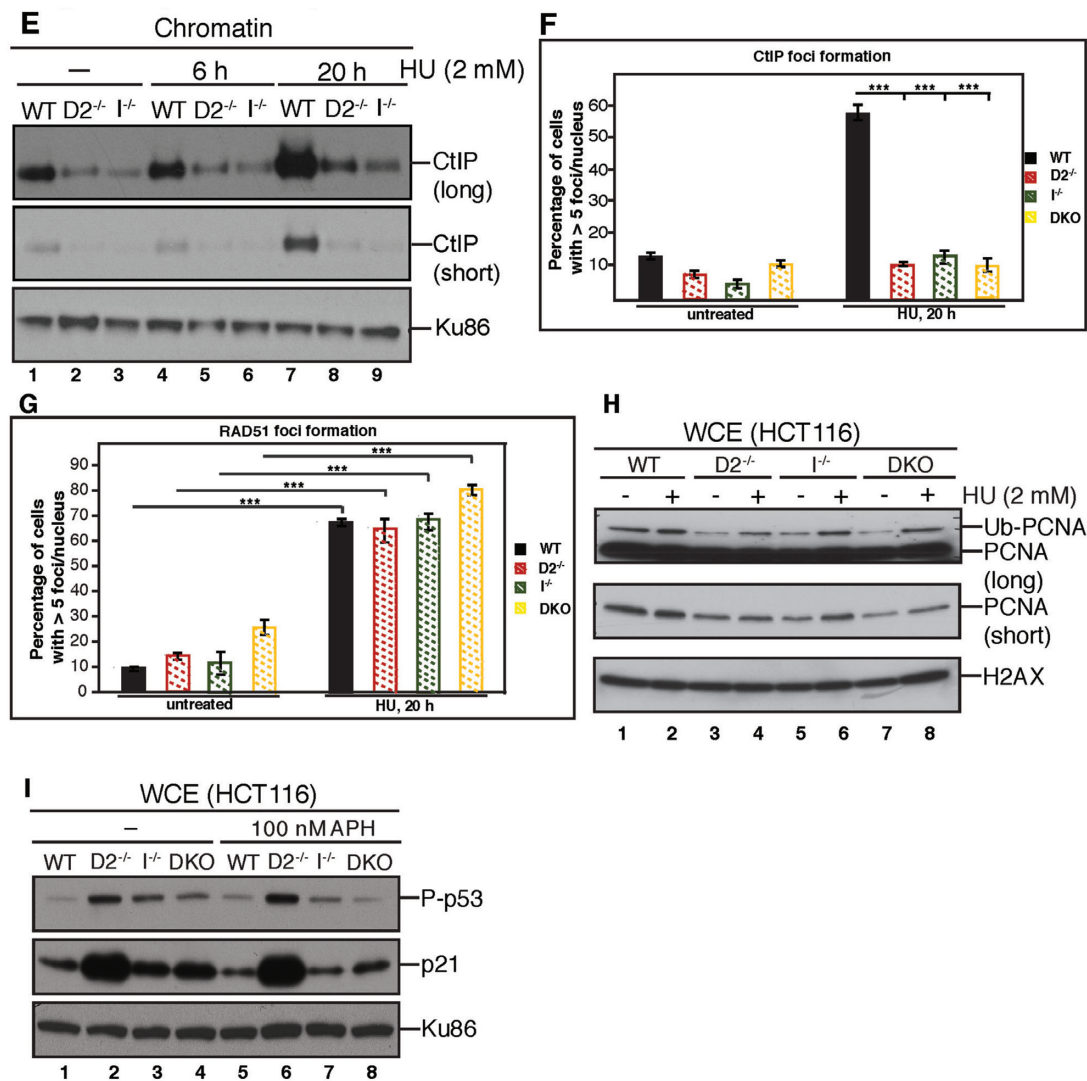 E
Chromatin
— 6 h 20 h HU (2 mM)
WT D2-/- I-/- WT D2-/- I-/- WT D2-/- I-/-
CtIP
(long)
CtIP
(short)
Ku86
1 2 3 4 5 6 7 8 9
F
CtIP foci formation
Percentage of cells
with > 5 foci/nucleus
60
50
40
30
20
10
*** *** ***
WT
D2-/-
I-/-
DKO
untreated HU, 20 h
G
RAD51 foci formation
Percentage of cells
with > 5 foci/nucleus
90
80
70
60
50
40
30
20
10
0
***
***
***
***
WT
D2-/-
I-/-
DKO
untreated HU, 20 h
H
WCE (HCT116)
WT D2-/- I-/- DKO
- + - + - + - + HU (2 mM)
Ub-PCNA
PCNA
(long)
PCNA
(short)
H2AX
1 2 3 4 5 6 7 8
I
WCE (HCT116)
— 100 nM APH
WT D2-/- I-/- DKO WT D2-/- I-/- DKO
P-p53
p21
Ku86
1 2 3 4 5 6 7 8